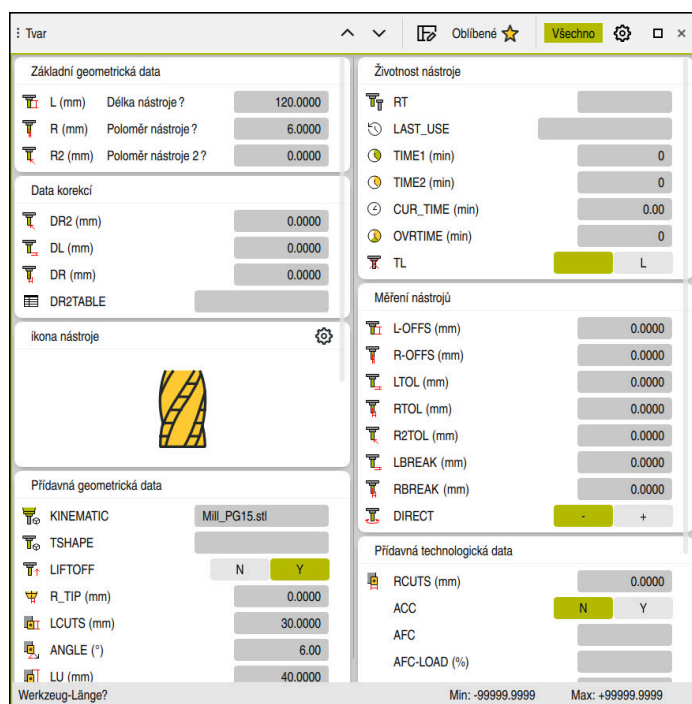 Tvar
Oblíbené
Všechno
Základní geometrická data
L (mm) Délka nástroje? 120.0000
R (mm) Poloměr nástroje? 6.0000
R2 (mm) Poloměr nástroje 2? 0.0000
Data korekcí
DR2 (mm) 0.0000
DL (mm) 0.0000
DR (mm) 0.0000
DR2TABLE
ikona nástroje
Přídavná geometrická data
KINEMATIC Mill_PG15.stl
TSHAPE
LIFTOFF N Y
R_TIP (mm) 0.0000
LCUTS (mm) 30.0000
ANGLE (°) 6.00
LU (mm) 40.0000
Životnost nástroje
RT
LAST_USE
TIME1 (min) 0
TIME2 (min) 0
CUR_TIME (min) 0.00
OVRTIME (min) 0
TL L
Měření nástrojů
L-OFFS (mm) 0.0000
R-OFFS (mm) 0.0000
LTOL (mm) 0.0000
RTOL (mm) 0.0000
R2TOL (mm) 0.0000
LBREAK (mm) 0.0000
RBREAK (mm) 0.0000
DIRECT - +
Přídavná technologická data
RCUTS (mm) 0.0000
ACC N Y
AFC
AFC-LOAD (%)
Werkzeug-Länge? Min: -99999.9999 Max: +99999.9999